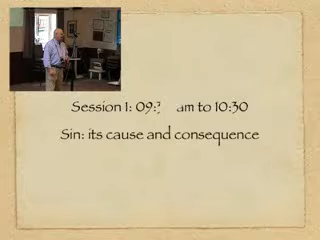 Session 1: am to 10:30
Sin: its cause and consequence